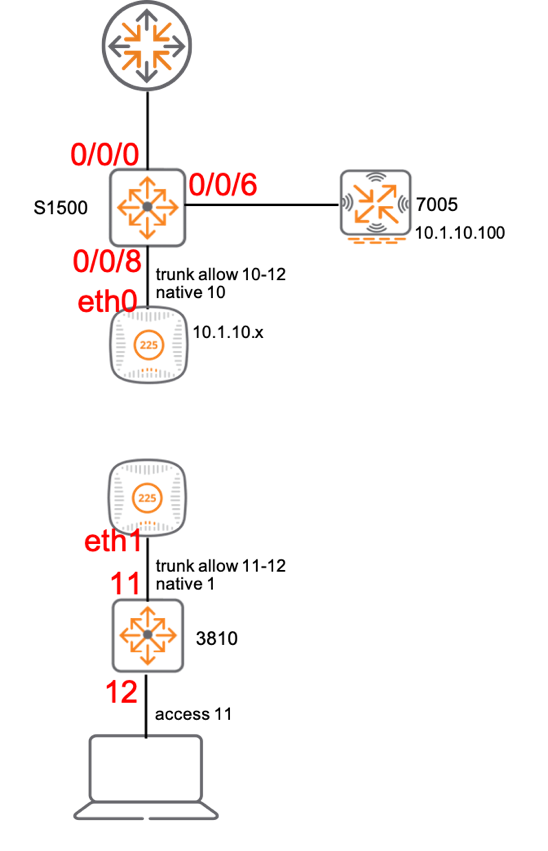 0/0/0
0/0/6
S1500
7005
10.1.10.100
0/0/8
trunk allow 10-12
native 10
eth0
10.1.10.x
225
225
eth1
trunk allow 11-12
native 1
11
3810
12
access 11